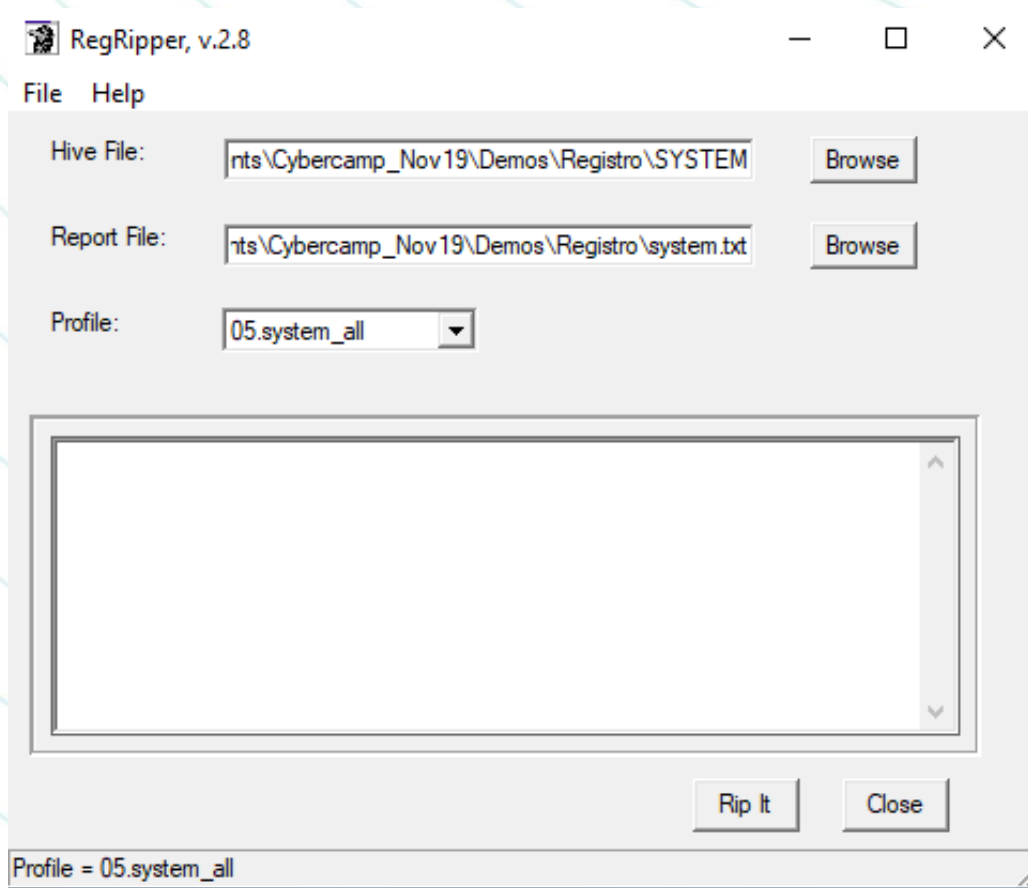 RegRipper, v.2.8
File Help
Hive File: nts\Cybercamp_Nov19\Demos\Registro\SYSTEM Browse
Report File: nts\Cybercamp_Nov19\Demos\Registro\system.txt Browse
Profile: 05.system_all
Rip It Close
Profile = 05.system_all